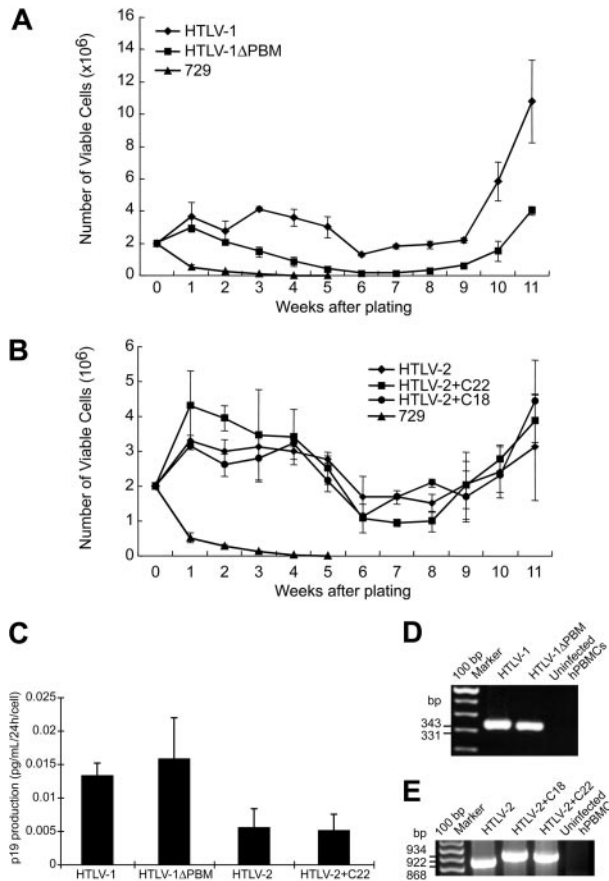 A
HTLV-1
HTLV-1ΔPBM
729
Number of Viable Cells (x10⁶)
16
14
12
10
8
6
4
2
0
0 1 2 3 4 5 6 7 8 9 10 11
Weeks after plating
B
HTLV-2
HTLV-2+C22
HTLV-2+C18
729
Number of Viable Cells (10⁶)
6
5
4
3
2
1
0
0 1 2 3 4 5 6 7 8 9 10 11
Weeks after plating
C
p19 production (pg/mL/24h/cell)
0.025
0.02
0.015
0.01
0.005
0
HTLV-1 HTLV-1ΔPBM HTLV-2 HTLV-2+C22
D
100 bp
Marker
HTLV-1
HTLV-1ΔPBM
Uninfected
hPBMCs
bp
343
331
E
100 bp
Marker
HTLV-2
HTLV-2+C18
HTLV-2+C22
Uninfected
hPBMCs
bp
934
922
868